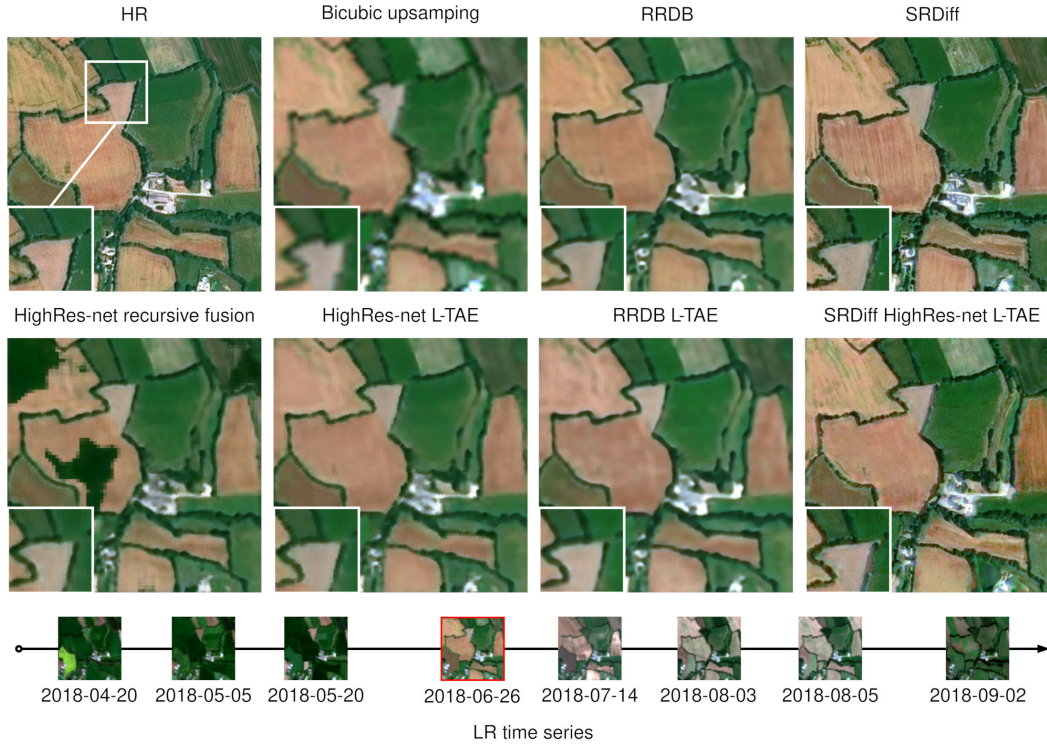 HR
Bicubic upsamping
RRDB
SRDiff
HighRes-net recursive fusion
HighRes-net L-TAE
RRDB L-TAE
SRDiff HighRes-net L-TAE
2018-04-20
2018-05-05
2018-05-20
2018-06-26
2018-07-14
2018-08-03
2018-08-05
2018-09-02
LR time series